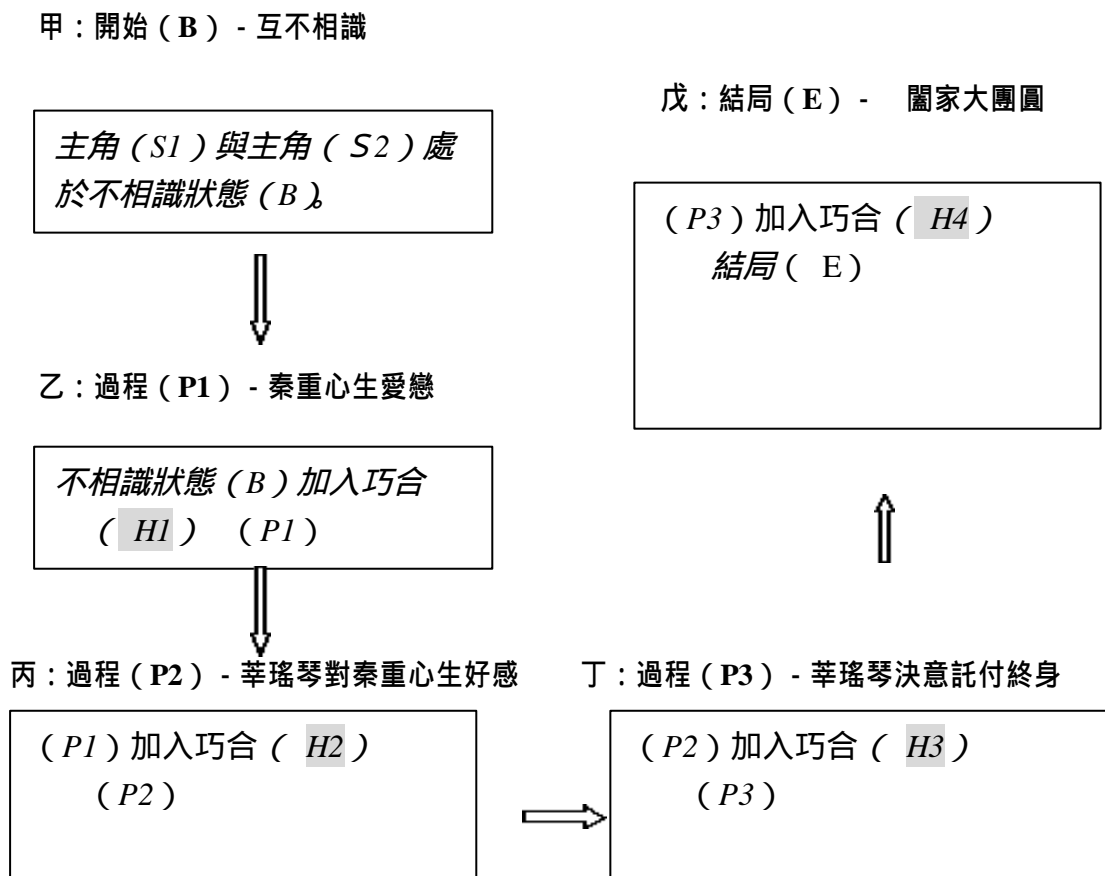 甲：開始（B） - 互不相識
主角（S1）與主角（S2）處
於不相識狀態（B）。
乙：過程（P1） - 秦重心生愛戀
不相識狀態（B）加入巧合
（ H1） （P1）
丙：過程（P2） - 莘瑤琴對秦重心生好感
（P1）加入巧合（ H2）
（P2）
丁：過程（P3） - 莘瑤琴決意託付終身
（P2）加入巧合（ H3）
（P3）
戊：結局（E） - 闔家大團圓
（P3）加入巧合（ H4）
結局（ E）